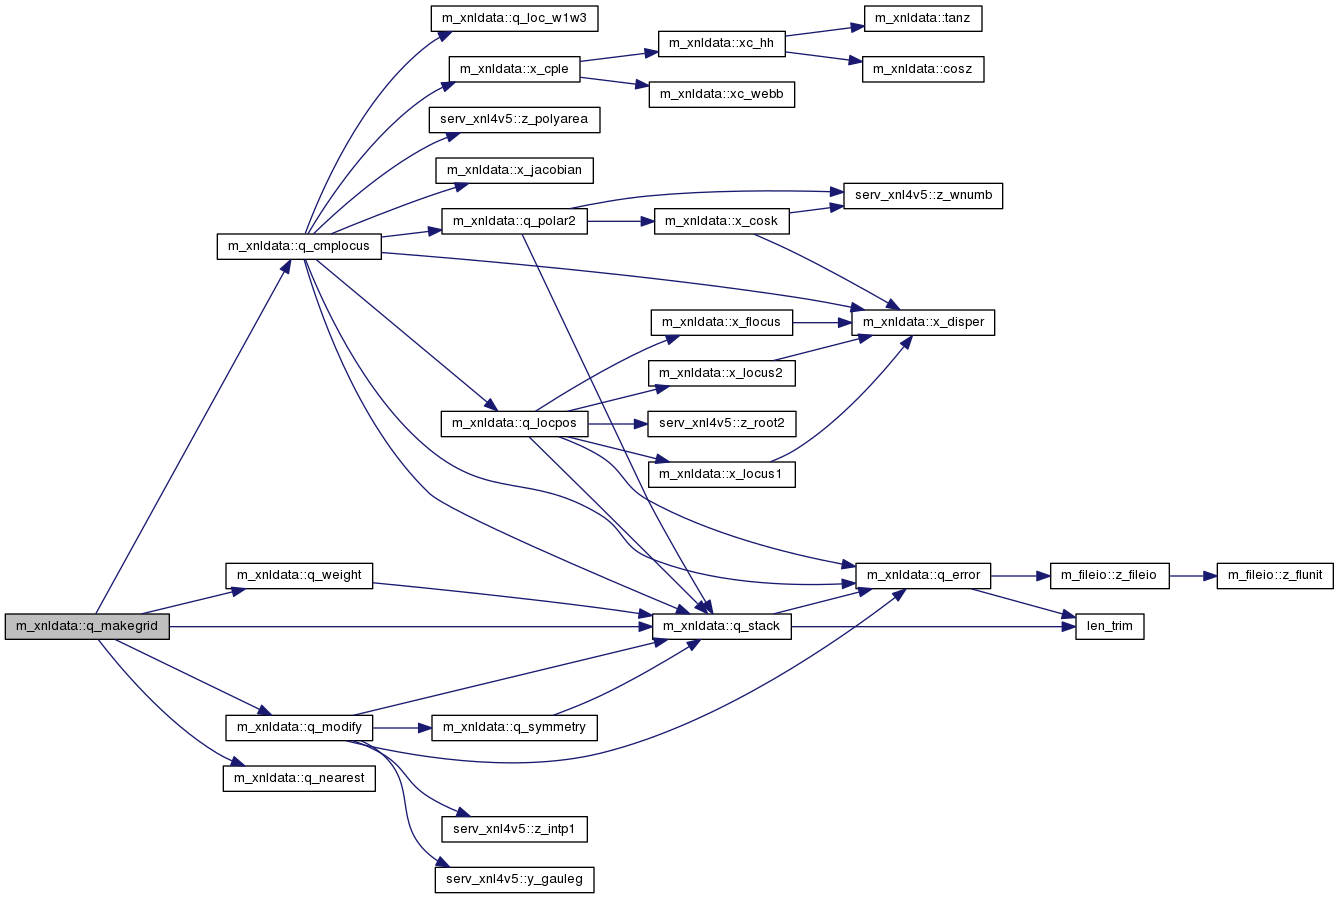 m_xnldata::q_loc_w1w3
m_xnldata::tanz
m_xnldata::xc_hh
m_xnldata::x_cple
m_xnldata::cosz
m_xnldata::xc_webb
serv_xnl4v5::z_polyarea
m_xnldata::x_jacobian
serv_xnl4v5::z_wnumb
m_xnldata::q_polar2
m_xnldata::x_cosk
m_xnldata::q_cmplocus
m_xnldata::x_flocus
m_xnldata::x_disper
m_xnldata::x_locus2
m_xnldata::q_locpos
serv_xnl4v5::z_root2
m_xnldata::x_locus1
m_xnldata::q_weight
m_xnldata::q_error
m_fileio::z_fileio
m_fileio::z_flunit
m_xnldata::q_makegrid
m_xnldata::q_stack
len_trim
m_xnldata::q_modify
m_xnldata::q_symmetry
m_xnldata::q_nearest
serv_xnl4v5::z_intp1
serv_xnl4v5::y_gauleg